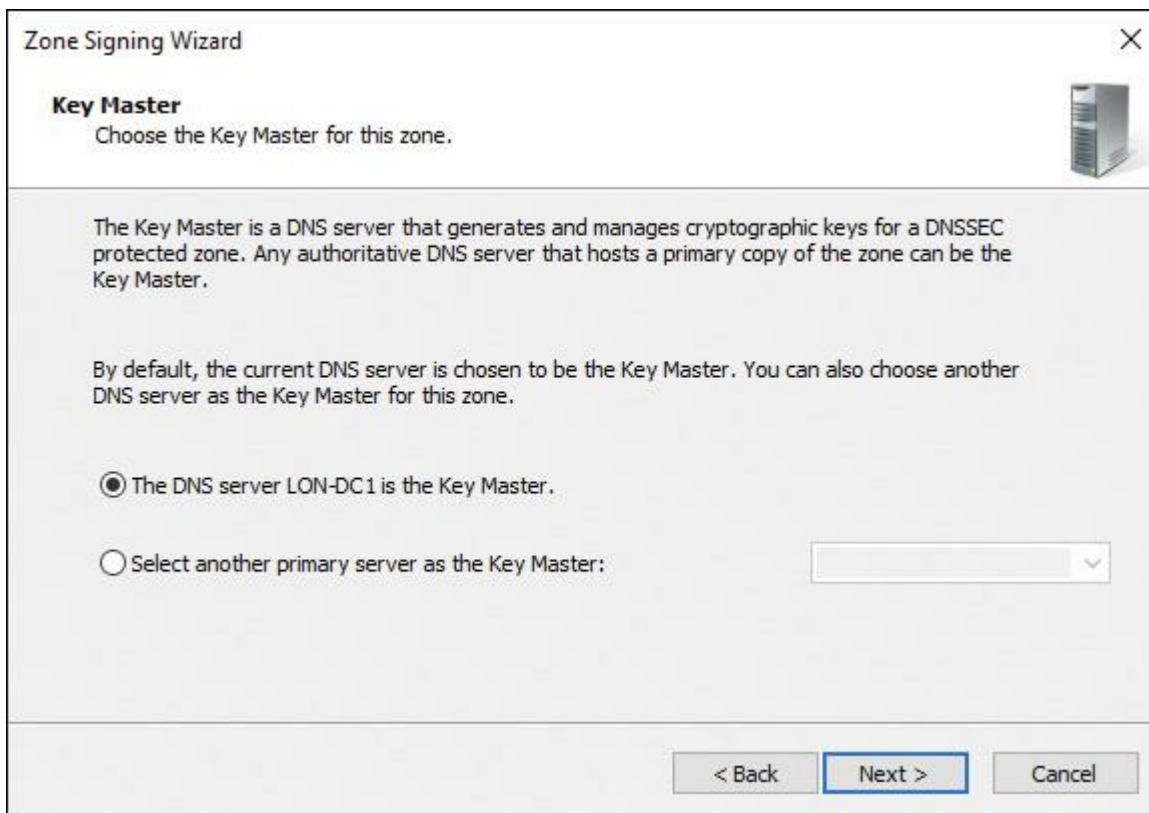 Zone Signing Wizard
Key Master
Choose the Key Master for this zone.
The Key Master is a DNS server that generates and manages cryptographic keys for a DNSSEC
protected zone. Any authoritative DNS server that hosts a primary copy of the zone can be the
Key Master.
By default, the current DNS server is chosen to be the Key Master. You can also choose another
DNS server as the Key Master for this zone.
The DNS server LON-DC1 is the Key Master.
Select another primary server as the Key Master:
< Back Next > Cancel